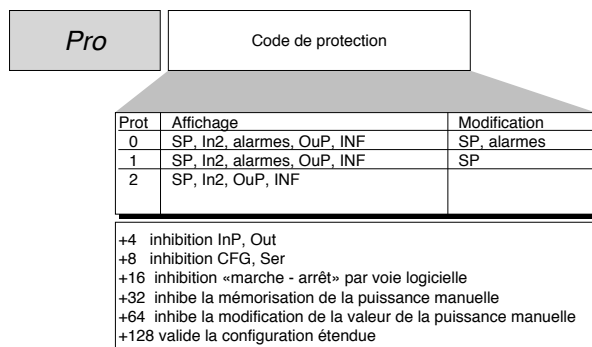 Pro
Code de protection
Prot Affichage Modification
0 SP, In2, alarmes, OuP, INF SP, alarmes
1 SP, In2, alarmes, OuP, INF SP
2 SP, In2, OuP, INF
+4 inhibition InP, Out
+8 inhibition CFG, Ser
+16 inhibition «marche - arrêt» par voie logicielle
+32 inhibe la mémorisation de la puissance manuelle
+64 inhibe la modification de la valeur de la puissance manuelle
+128 valide la configuration étendue